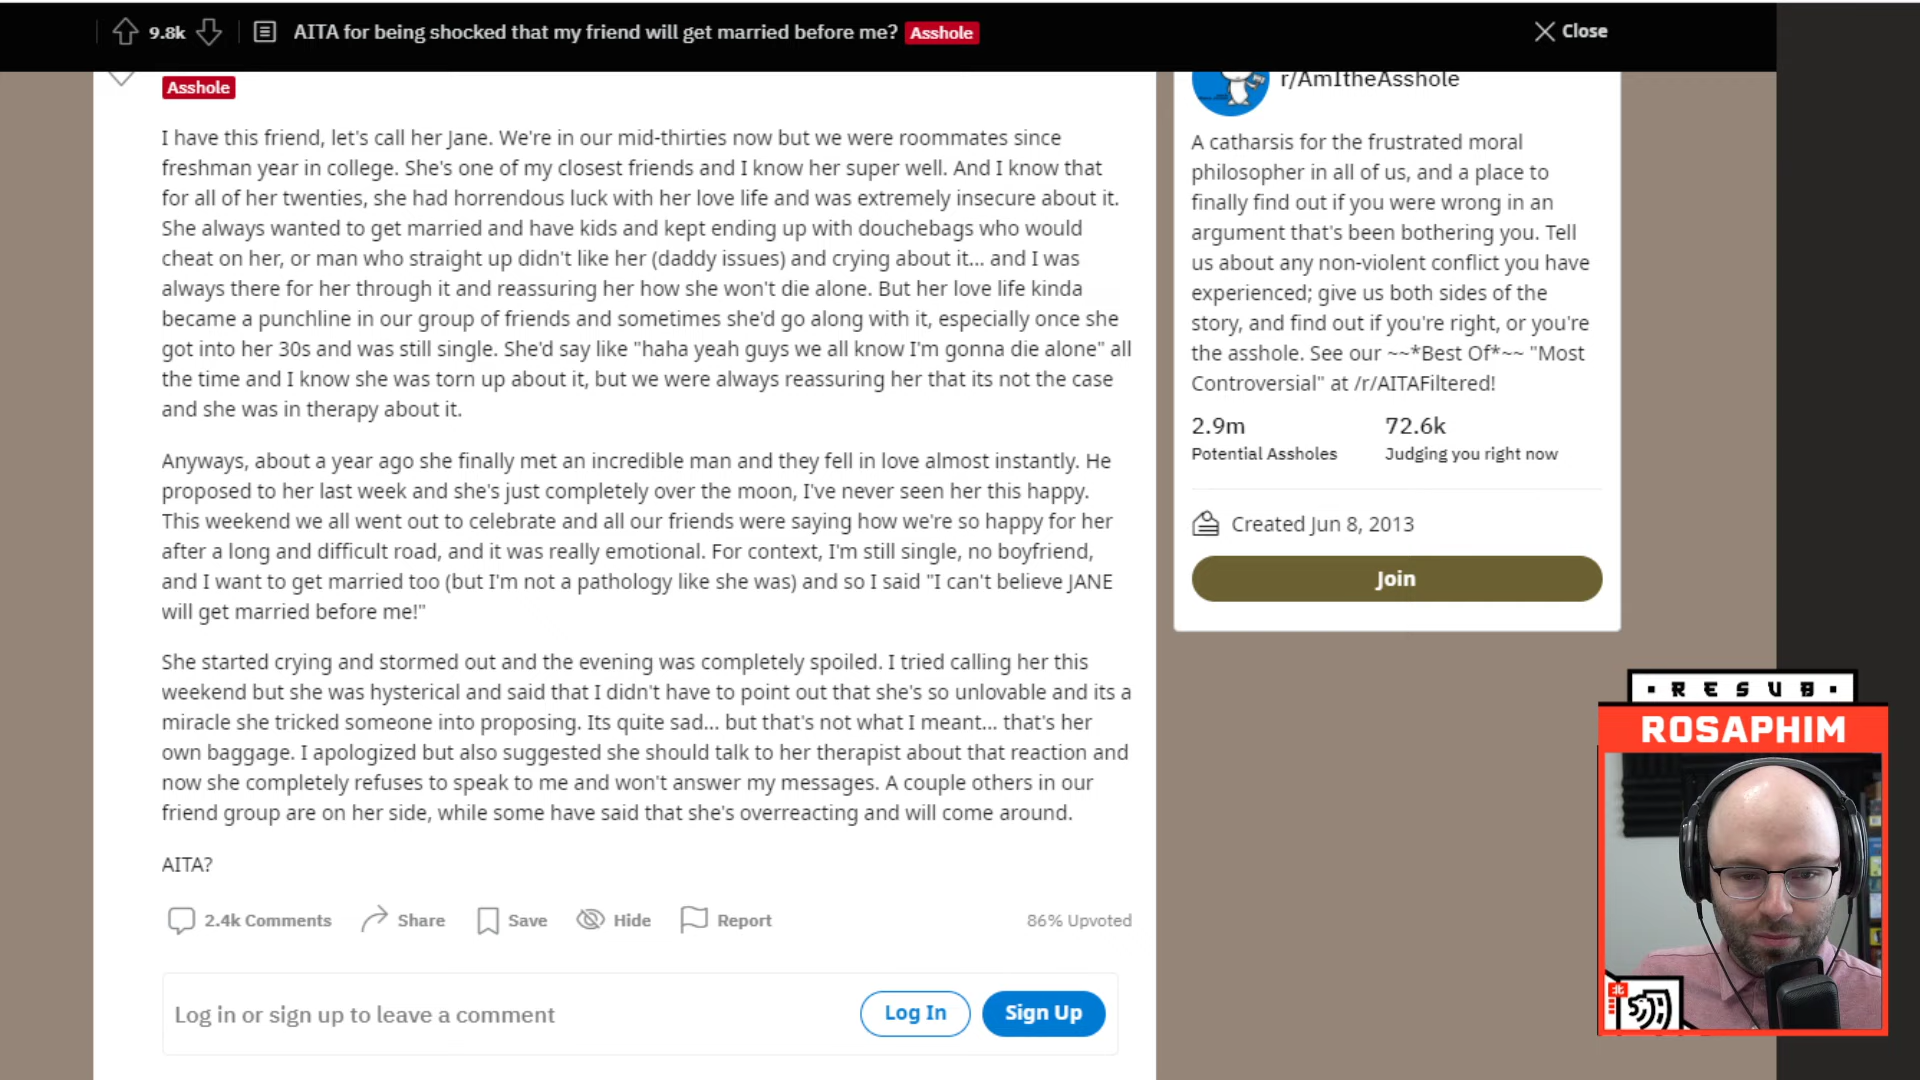 9.8k AITA for being shocked that my friend will get married before me? Asshole Close
Asshole
I have this friend, let's call her Jane. We're in our mid-thirties now but we were roommates since
freshman year in college. She's one of my closest friends and I know her super well. And I know that
for all of her twenties, she had horrendous luck with her love life and was extremely insecure about it.
She always wanted to get married and have kids and kept ending up with douchebags who would
cheat on her, or man who straight up didn't like her (daddy issues) and crying about it... and I was
always there for her through it and reassuring her how she won't die alone. But her love life kinda
became a punchline in our group of friends and sometimes she'd go along with it, especially once she
got into her 30s and was still single. She'd say like "haha yeah guys we all know I'm gonna die alone" all
the time and I know she was torn up about it, but we were always reassuring her that its not the case
and she was in therapy about it.
Anyways, about a year ago she finally met an incredible man and they fell in love almost instantly. He
proposed to her last week and she's just completely over the moon, I've never seen her this happy.
This weekend we all went out to celebrate and all our friends were saying how we're so happy for her
after a long and difficult road, and it was really emotional. For context, I'm still single, no boyfriend,
and I want to get married too (but I'm not a pathology like she was) and so I said "I can't believe JANE
will get married before me!"
She started crying and stormed out and the evening was completely spoiled. I tried calling her this
weekend but she was hysterical and said that I didn't have to point out that she's so unlovable and its a
miracle she tricked someone into proposing. Its quite sad... but that's not what I meant... that's her
own baggage. I apologized but also suggested she should talk to her therapist about that reaction and
now she completely refuses to speak to me and won't answer my messages. A couple others in our
friend group are on her side, while some have said that she's overreacting and will come around.
AITA?
2.4k Comments Share Save Hide Report 86% Upvoted
Log in or sign up to leave a comment Log In Sign Up
r/AmItheAsshole
A catharsis for the frustrated moral
philosopher in all of us, and a place to
finally find out if you were wrong in an
argument that's been bothering you. Tell
us about any non-violent conflict you have
experienced; give us both sides of the
story, and find out if you're right, or you're
the asshole. See our ~~*Best Of*~~ "Most
Controversial" at /r/AITAFiltered!
2.9m 72.6k
Potential Assholes Judging you right now
Created Jun 8, 2013
Join
RESUB
ROSAPHIM